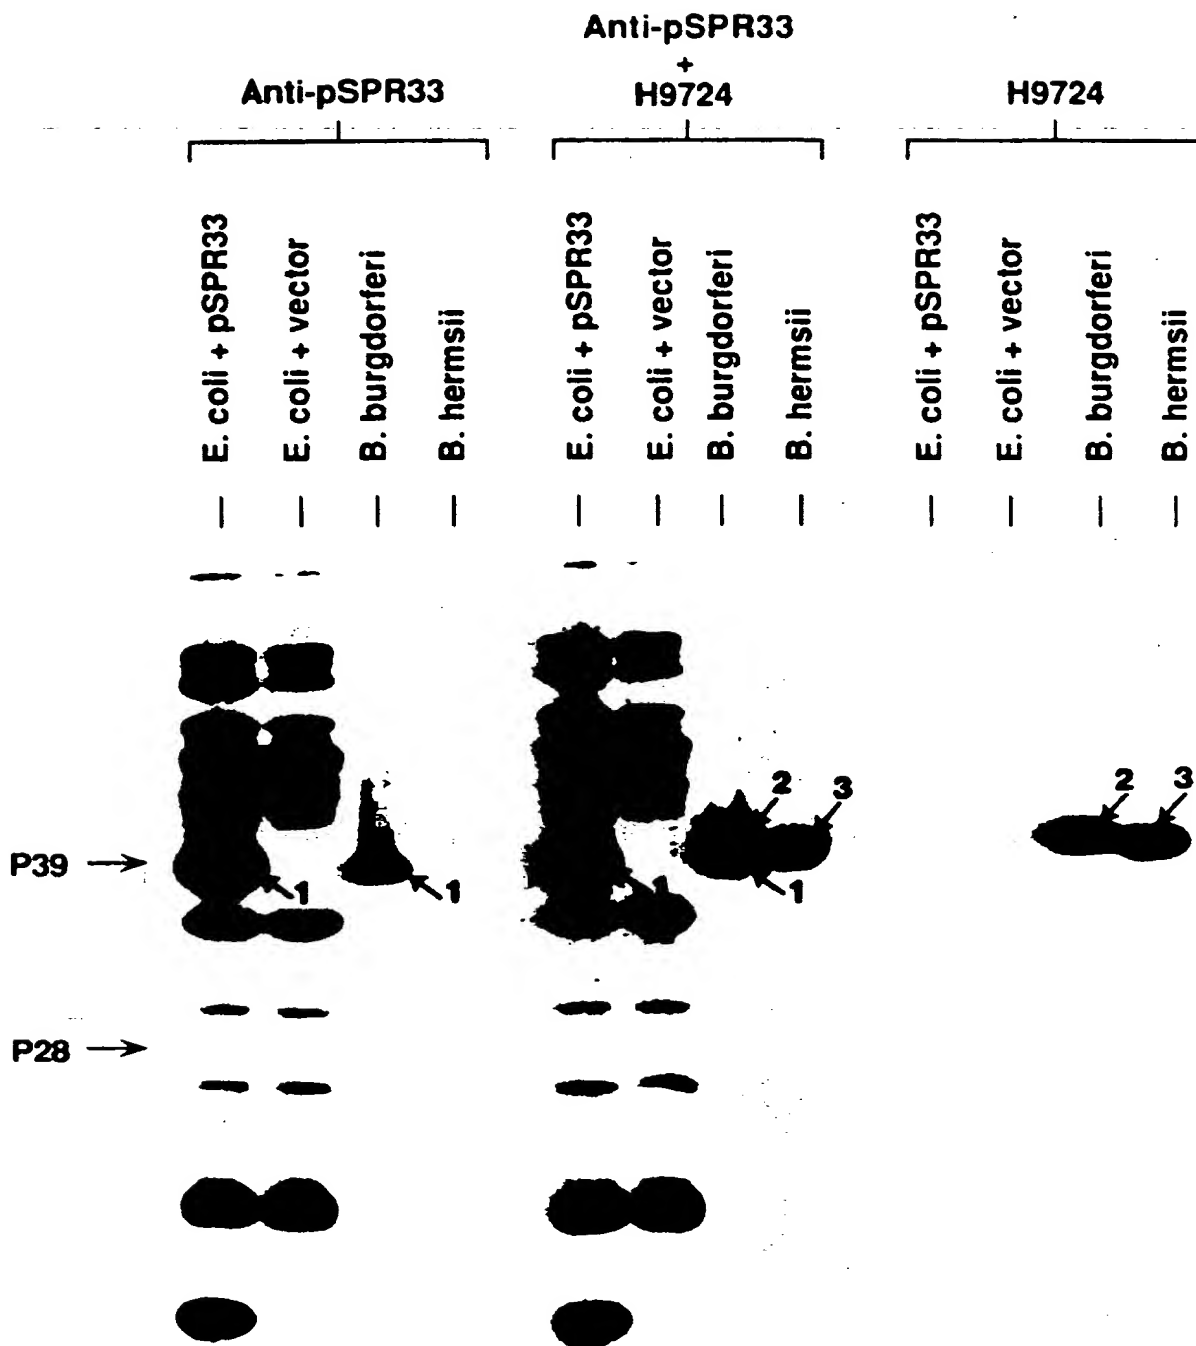 Anti-pSPR33
Anti-pSPR33
+
H9724
H9724
E. coli + pSPR33
E. coli + vector
B. burgdorferi
B. hermsii
E. coli + pSPR33
E. coli + vector
B. burgdorferi
B. hermsii
E. coli + pSPR33
E. coli + vector
B. burgdorferi
B. hermsii
2
3
2
3
P39
1
1
1
1
P28